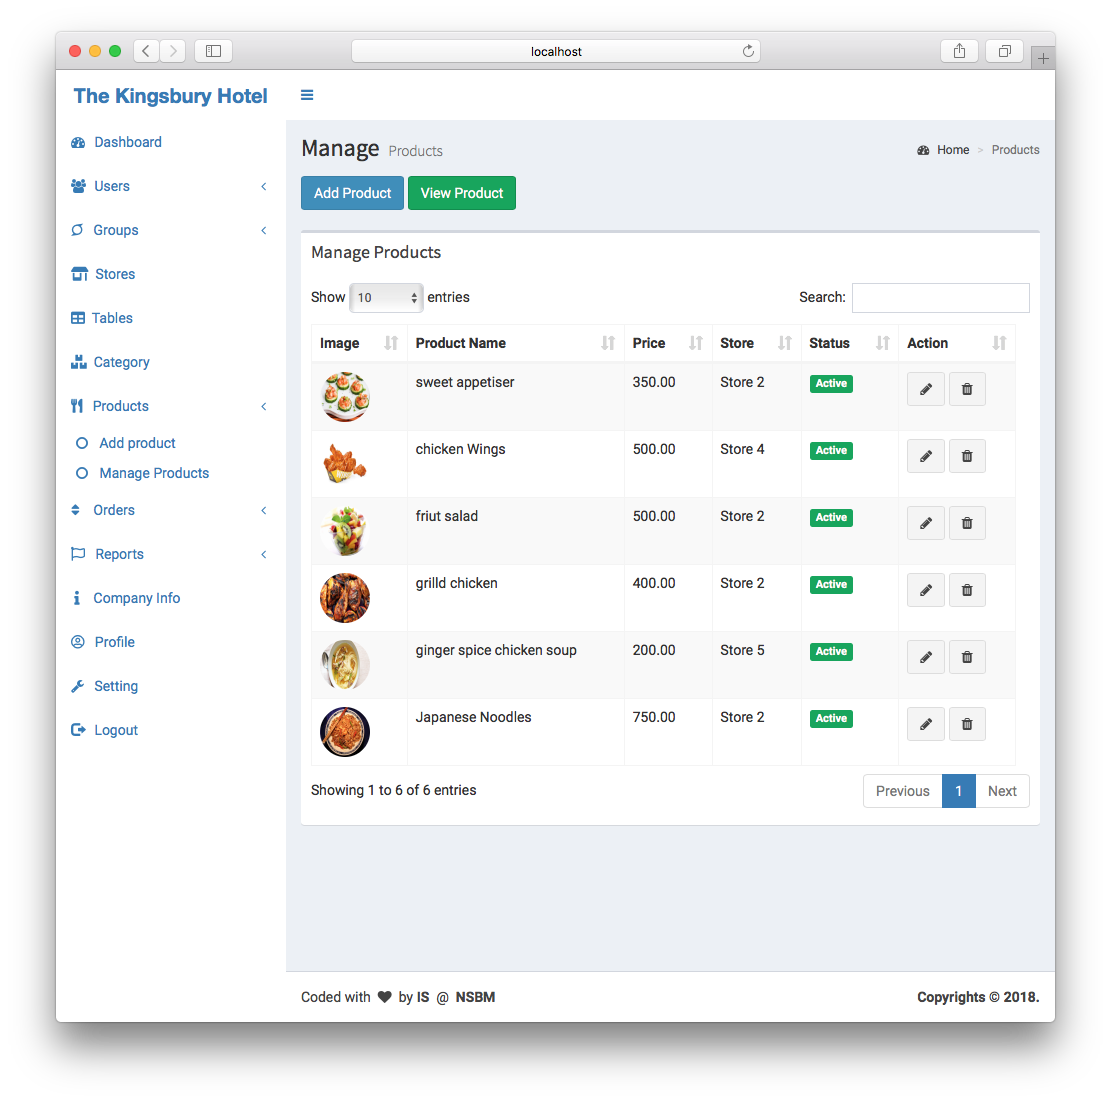 localhost
The Kingsbury Hotel
Dashboard
Users
Groups
Stores
Tables
Category
Products
Add product
Manage Products
Orders
Reports
Company Info
Profile
Setting
Logout
Manage Products
Home > Products
Add Product View Product
Manage Products
Show 10 entries Search:
Image Product Name Price Store Status Action
sweet appetiser 350.00 Store 2 Active
chicken Wings 500.00 Store 4 Active
friut salad 500.00 Store 2 Active
grilld chicken 400.00 Store 2 Active
ginger spice chicken soup 200.00 Store 5 Active
Japanese Noodles 750.00 Store 2 Active
Showing 1 to 6 of 6 entries Previous 1 Next
Coded with ♥ by IS @ NSBM Copyrights © 2018.